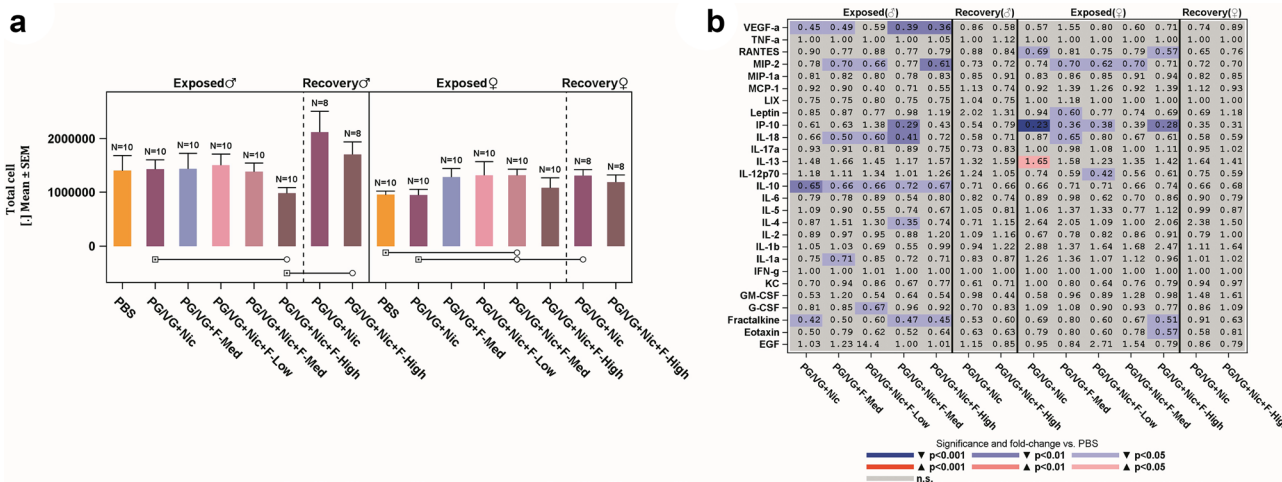 a
Exposed♂
Recovery♂
Exposed♀
Recovery♀
Total cell
[.] Mean ± SEM
2000000
1000000
0
N=10
N=10
N=10
N=10
N=10
N=10
N=8
N=8
N=10
N=10
N=10
N=10
N=10
N=10
N=8
N=8
PBS
PG/VG+Nic
PG/VG+F-Med
PG/VG+Nic+F-Low
PG/VG+Nic+F-Med
PG/VG+Nic+F-High
PG/VG+Nic
PG/VG+Nic+F-High
PBS
PG/VG+Nic
PG/VG+F-Med
PG/VG+Nic+F-Low
PG/VG+Nic+F-Med
PG/VG+Nic+F-High
PG/VG+Nic
PG/VG+Nic+F-High
b
Exposed(♂) Recovery(♂) Exposed(♀) Recovery(♀)
VEGF-a 0.45 0.49 0.59 0.39 0.36 0.86 0.58 0.57 1.55 0.80 0.60 0.71 0.74 0.89
TNF-a 1.00 1.00 1.00 1.00 1.05 1.00 1.12 1.00 1.00 1.00 1.00 1.00 1.00 1.00
RANTES 0.90 0.77 0.88 0.77 0.79 0.88 0.80 0.69 0.81 0.75 0.79 0.57 0.65 0.76
MIP-2 0.78 0.70 0.66 0.77 0.61 0.73 0.72 0.74 0.70 0.62 0.70 0.71 0.72 0.70
MIP-1a 0.81 0.82 0.80 0.78 0.83 0.85 0.91 0.83 0.86 0.85 0.91 0.94 0.82 0.85
MCP-1 0.92 0.90 0.40 0.71 0.55 1.13 0.74 0.92 1.39 1.26 0.92 1.39 1.12 0.93
LIX 0.75 0.75 0.80 0.75 0.75 1.04 0.75 1.00 1.18 1.00 1.00 1.00 1.00 1.00
Leptin 0.85 0.87 0.77 0.98 1.19 2.02 1.31 0.94 0.60 0.77 0.74 0.69 0.69 1.18
IP-10 0.61 0.63 1.38 0.29 0.43 0.54 0.79 0.23 0.36 0.38 0.39 0.28 0.35 0.31
IL-18 0.66 0.50 0.60 0.41 0.72 0.58 0.71 0.87 0.65 0.80 0.67 0.61 0.58 0.59
IL-17a 0.93 0.91 0.81 0.89 0.75 0.73 0.83 1.00 0.98 1.08 1.00 1.11 0.95 1.02
IL-13 1.48 1.66 1.45 1.17 1.57 1.32 1.59 1.65 1.58 1.23 1.35 1.42 1.64 1.41
IL-12p70 1.18 1.11 1.34 1.01 1.26 1.24 1.05 0.74 1.22 0.42 0.56 0.61 0.75 0.59
IL-10 0.65 0.66 0.66 0.72 0.67 0.71 0.66 0.66 0.71 0.71 0.66 0.74 0.66 0.68
IL-6 0.79 0.78 0.89 0.54 0.80 0.82 0.74 0.89 0.98 0.62 0.70 0.86 0.90 0.79
IL-5 1.09 0.90 0.55 0.74 0.67 1.05 0.81 1.06 1.37 1.33 0.77 1.12 0.99 0.87
IL-4 0.87 1.51 1.30 0.35 0.74 0.71 1.15 2.64 2.05 1.09 1.00 2.06 2.38 1.50
IL-2 0.89 0.97 0.95 0.88 1.20 1.09 1.16 0.67 0.78 0.82 0.86 0.91 0.79 1.00
IL-1b 1.05 1.03 0.69 0.55 0.99 0.94 1.22 2.88 1.37 1.64 1.68 2.47 1.11 1.64
IL-1a 0.75 0.71 0.85 0.72 0.71 0.83 0.87 1.26 1.36 1.07 1.12 0.96 1.01 1.02
IFN-g 1.00 1.00 1.01 1.00 1.00 1.00 1.00 1.00 1.00 1.00 1.00 1.00 1.00 1.00
KC 0.70 0.94 0.86 0.77 0.67 0.61 0.71 1.00 0.80 0.74 0.76 0.79 0.94 0.97
GM-CSF 0.53 1.20 0.54 0.64 0.54 0.98 0.44 0.58 0.96 0.89 1.28 0.98 1.48 1.61
G-CSF 0.81 0.85 0.67 0.96 0.92 0.70 0.83 1.09 1.08 0.90 0.93 0.77 0.86 1.09
Fractalkine 0.42 0.50 0.60 0.47 0.45 0.53 0.60 0.69 0.80 0.60 0.60 0.51 0.91 0.63
Eotaxin 0.50 0.79 0.62 0.52 0.64 0.63 0.63 0.79 0.80 0.60 0.78 0.57 0.58 0.81
EGF 1.03 1.23 14.4 1.00 1.01 1.15 0.85 0.95 0.84 2.71 1.54 0.79 0.86 0.79
PG/VG+Nic
PG/VG+F-Med
PG/VG+Nic+F-Low
PG/VG+Nic+F-Med
PG/VG+Nic+F-High
PG/VG+Nic
PG/VG+Nic+F-High
PG/VG+Nic
PG/VG+F-Med
PG/VG+Nic+F-Low
PG/VG+Nic+F-Med
PG/VG+Nic+F-High
PG/VG+Nic
PG/VG+Nic+F-High
Significance and fold-change vs. PBS
▼ p<0.001 ▼ p<0.01 ▼ p<0.05
▲ p<0.001 ▲ p<0.01 ▲ p<0.05
n.s.